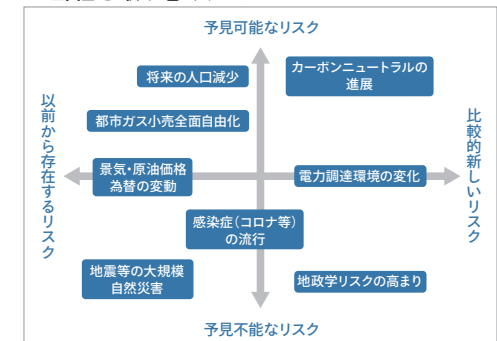 予見可能なリスク
将来の人口減少
カーボンニュートラルの
進展
都市ガス小売全面自由化
以前から存在するリスク
景気・原油価格
為替の変動
電力調達環境の変化
比較的新しいリスク
感染症(コロナ等)
の流行
地震等の大規模
自然災害
地政学リスクの高まり
予見不能なリスク